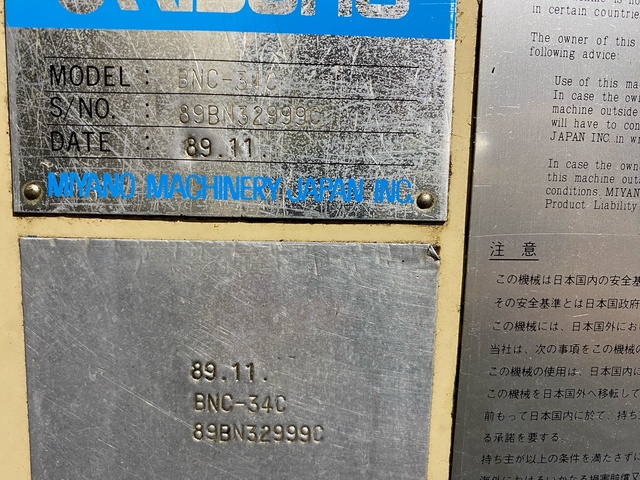 MODEL : BNC-34C
S/NO. : 89BN32999C
DATE : 89.11.
MIYANO MACHINERY JAPAN INC.
89.11.
BNC-34C
89BN32999C
in certain countrie
The owner of this
following advice:
Use of this ma
In case the own
machine outside
will have to con
JAPAN INC. in wr
In case the own
this machine outs
conditions. MIYAN
Product Liability
注 意
この機械は日本国内の安全基
その安全基準とは日本国政府
この機械には、日本国外にお
当社は、次の事項をこの機械の
この機械の使用は、日本国内に
この機械を日本国外へ移転して
前もって日本国内に於て、持ち
る承諾を要する.
持ち主が以上の条件を満たさずに